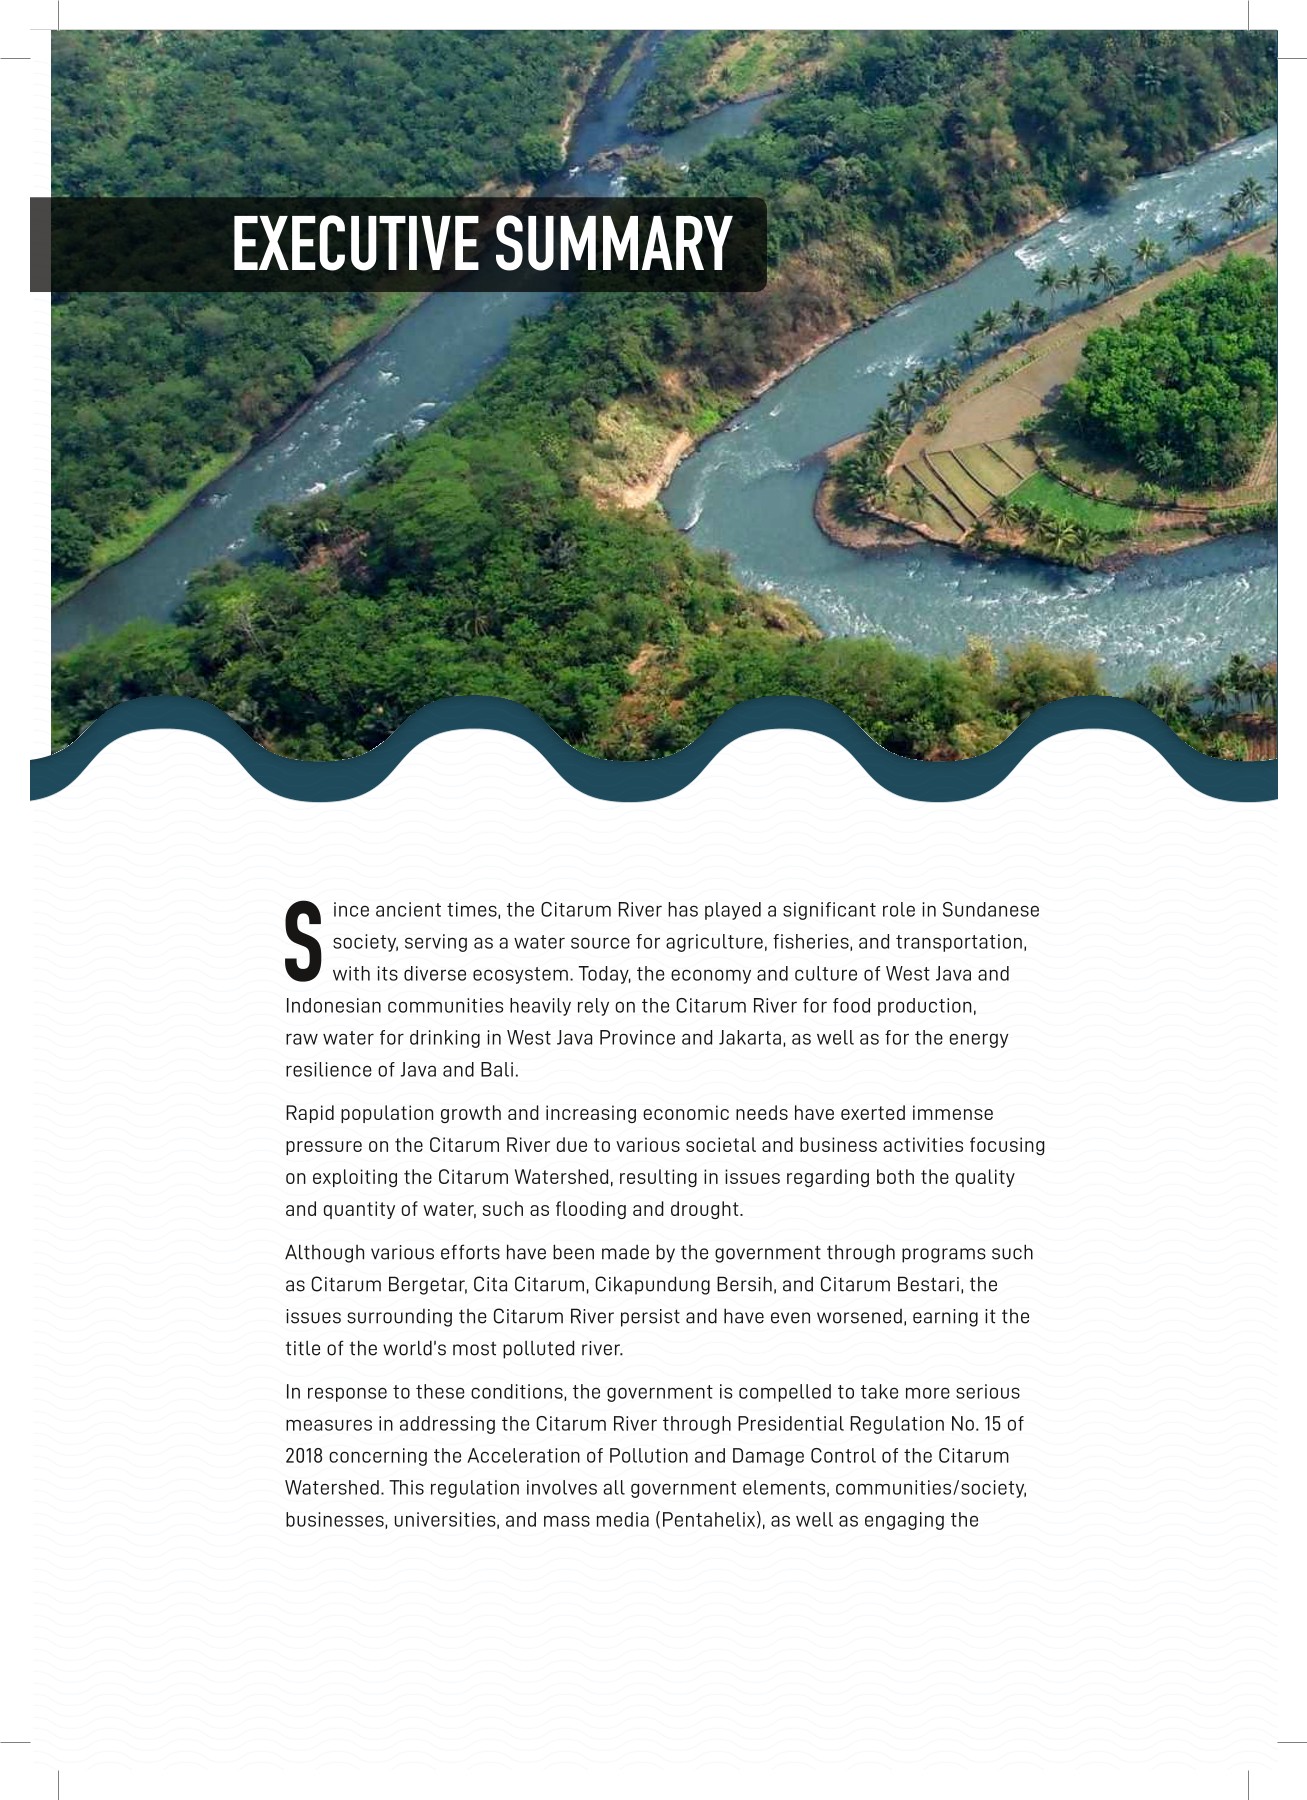 EXECUTIVE SUMMARY
Since ancient times, the Citarum River has played a significant role in Sundanese
society, serving as a water source for agriculture, fisheries, and transportation,
with its diverse ecosystem. Today, the economy and culture of West Java and
Indonesian communities heavily rely on the Citarum River for food production,
raw water for drinking in West Java Province and Jakarta, as well as for the energy
resilience of Java and Bali.
Rapid population growth and increasing economic needs have exerted immense
pressure on the Citarum River due to various societal and business activities focusing
on exploiting the Citarum Watershed, resulting in issues regarding both the quality
and quantity of water, such as flooding and drought.
Although various efforts have been made by the government through programs such
as Citarum Bergetar, Cita Citarum, Cikapundung Bersih, and Citarum Bestari, the
issues surrounding the Citarum River persist and have even worsened, earning it the
title of the world's most polluted river.
In response to these conditions, the government is compelled to take more serious
measures in addressing the Citarum River through Presidential Regulation No. 15 of
2018 concerning the Acceleration of Pollution and Damage Control of the Citarum
Watershed. This regulation involves all government elements, communities/society,
businesses, universities, and mass media (Pentahelix), as well as engaging the